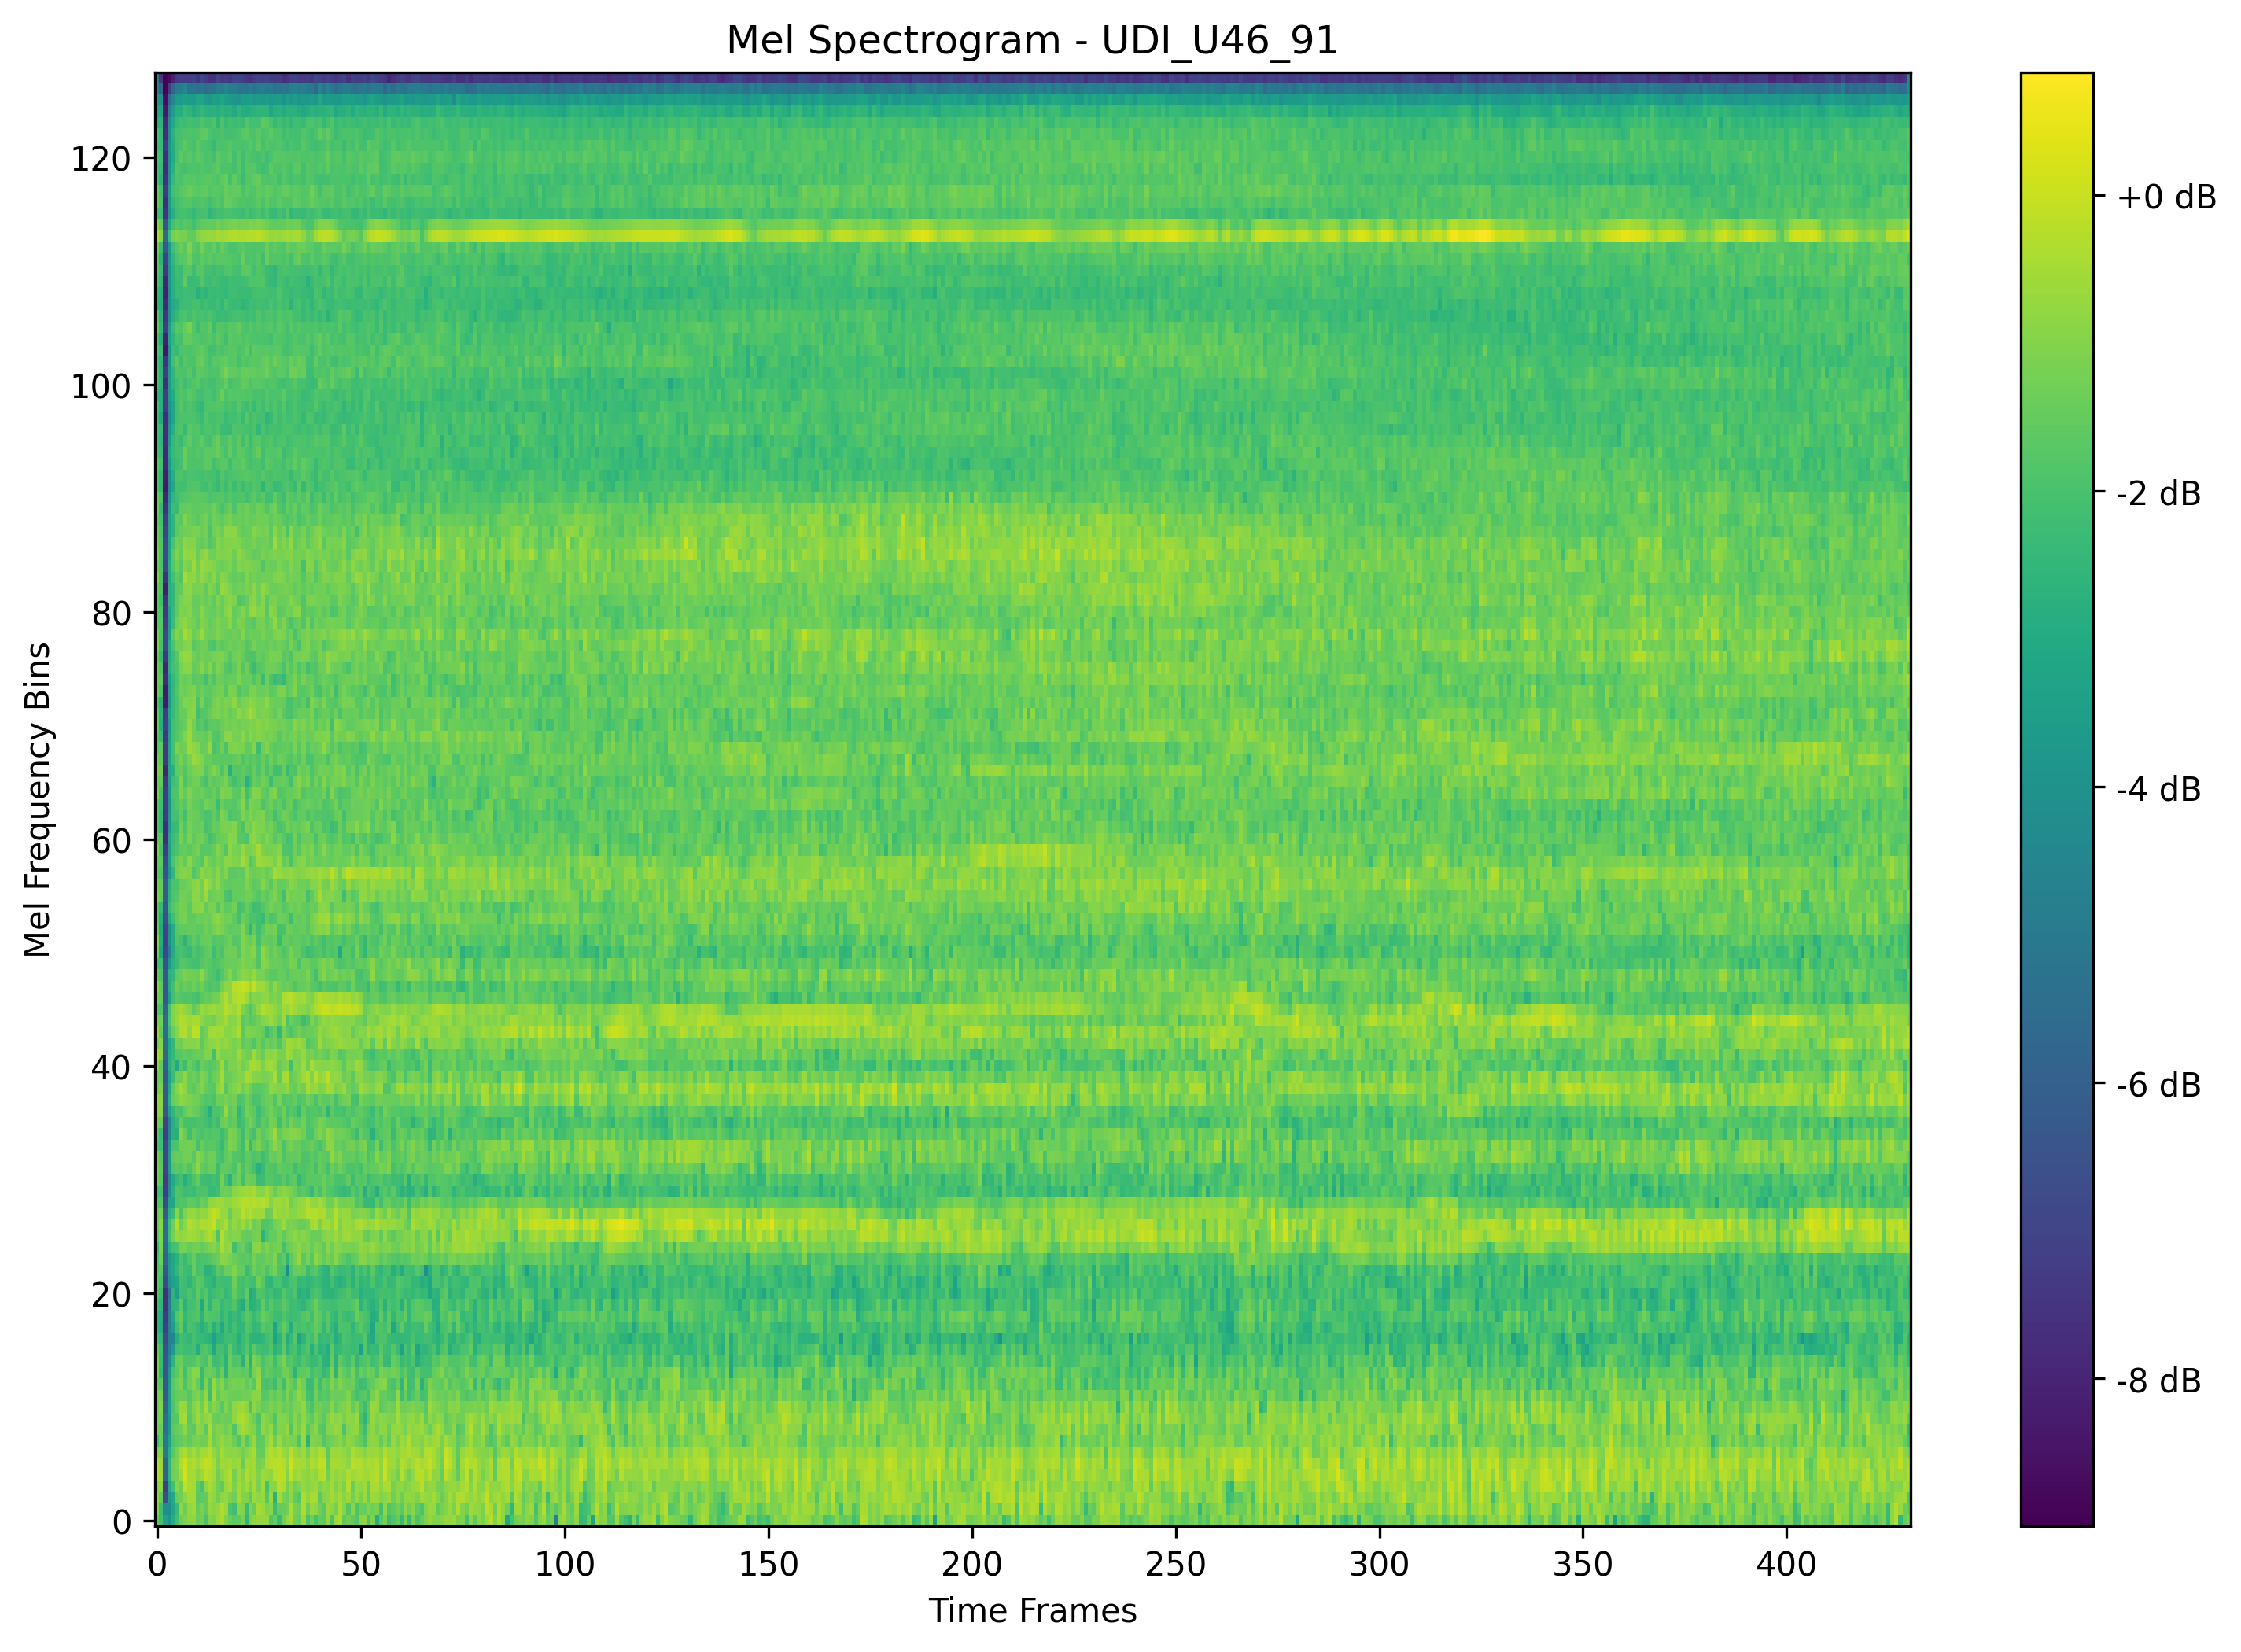 Mel Spectrogram - UDI_U46_91
Mel Frequency Bins
120
100
80
60
40
20
0
0 50 100 150 200 250 300 350 400
Time Frames
+0 dB
-2 dB
-4 dB
-6 dB
-8 dB